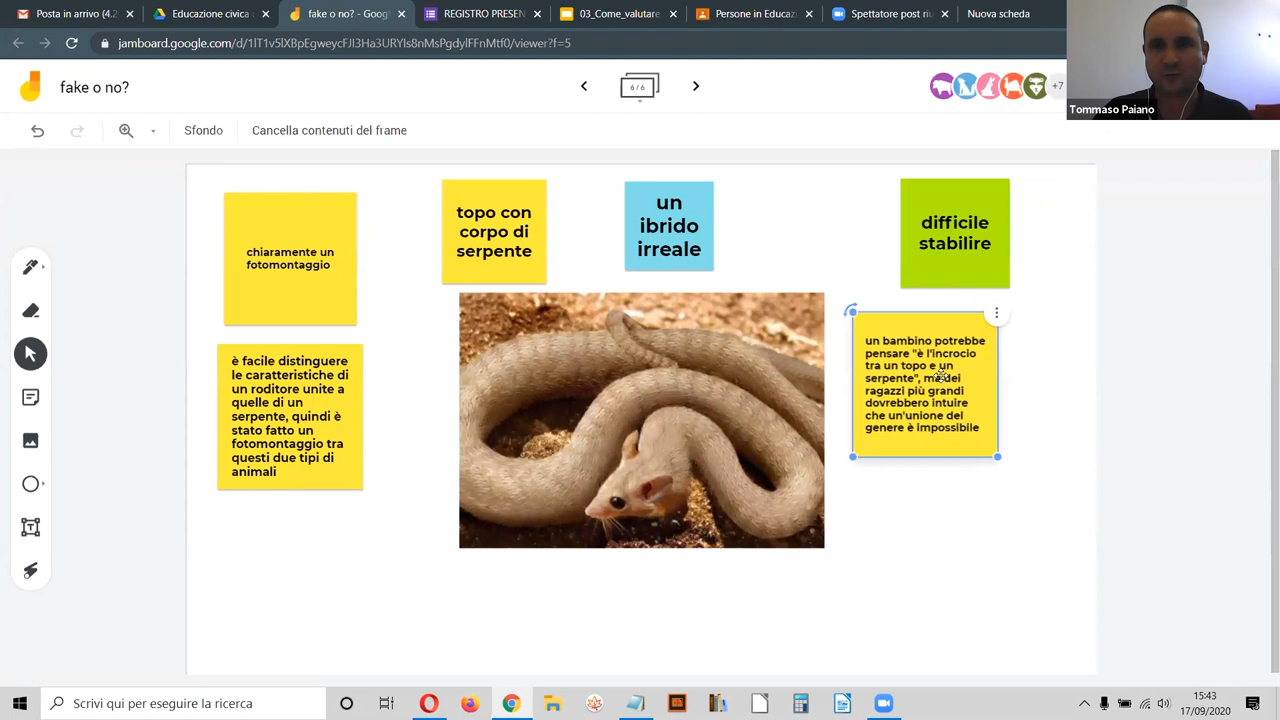 Posta in arrivo (4.2
Educazione civica
fake o no? - Goog
REGISTRO PRESEN
03_Come_valutare
Persone in Educaz
Spettatore post riu
Nuova scheda
jamboard.google.com/d/
/viewer?f=5
fake o no?
6 / 6
+7
Tommaso Paiano
Sfondo
Cancella contenuti del frame
chiaramente un
fotomontaggio
topo con
corpo di
serpente
un
ibrido
irreale
difficile
stabilire
è facile distinguere
le caratteristiche di
un roditore unite a
quelle di un
serpente, quindi è
stato fatto un
fotomontaggio tra
questi due tipi di
animali
un bambino potrebbe
pensare "è l'incrocio
tra un topo e un
serpente", ma dei
ragazzi più grandi
dovrebbero intuire
che un'unione del
genere è impossibile
Scrivi qui per eseguire la ricerca
15:43
17/09/2020